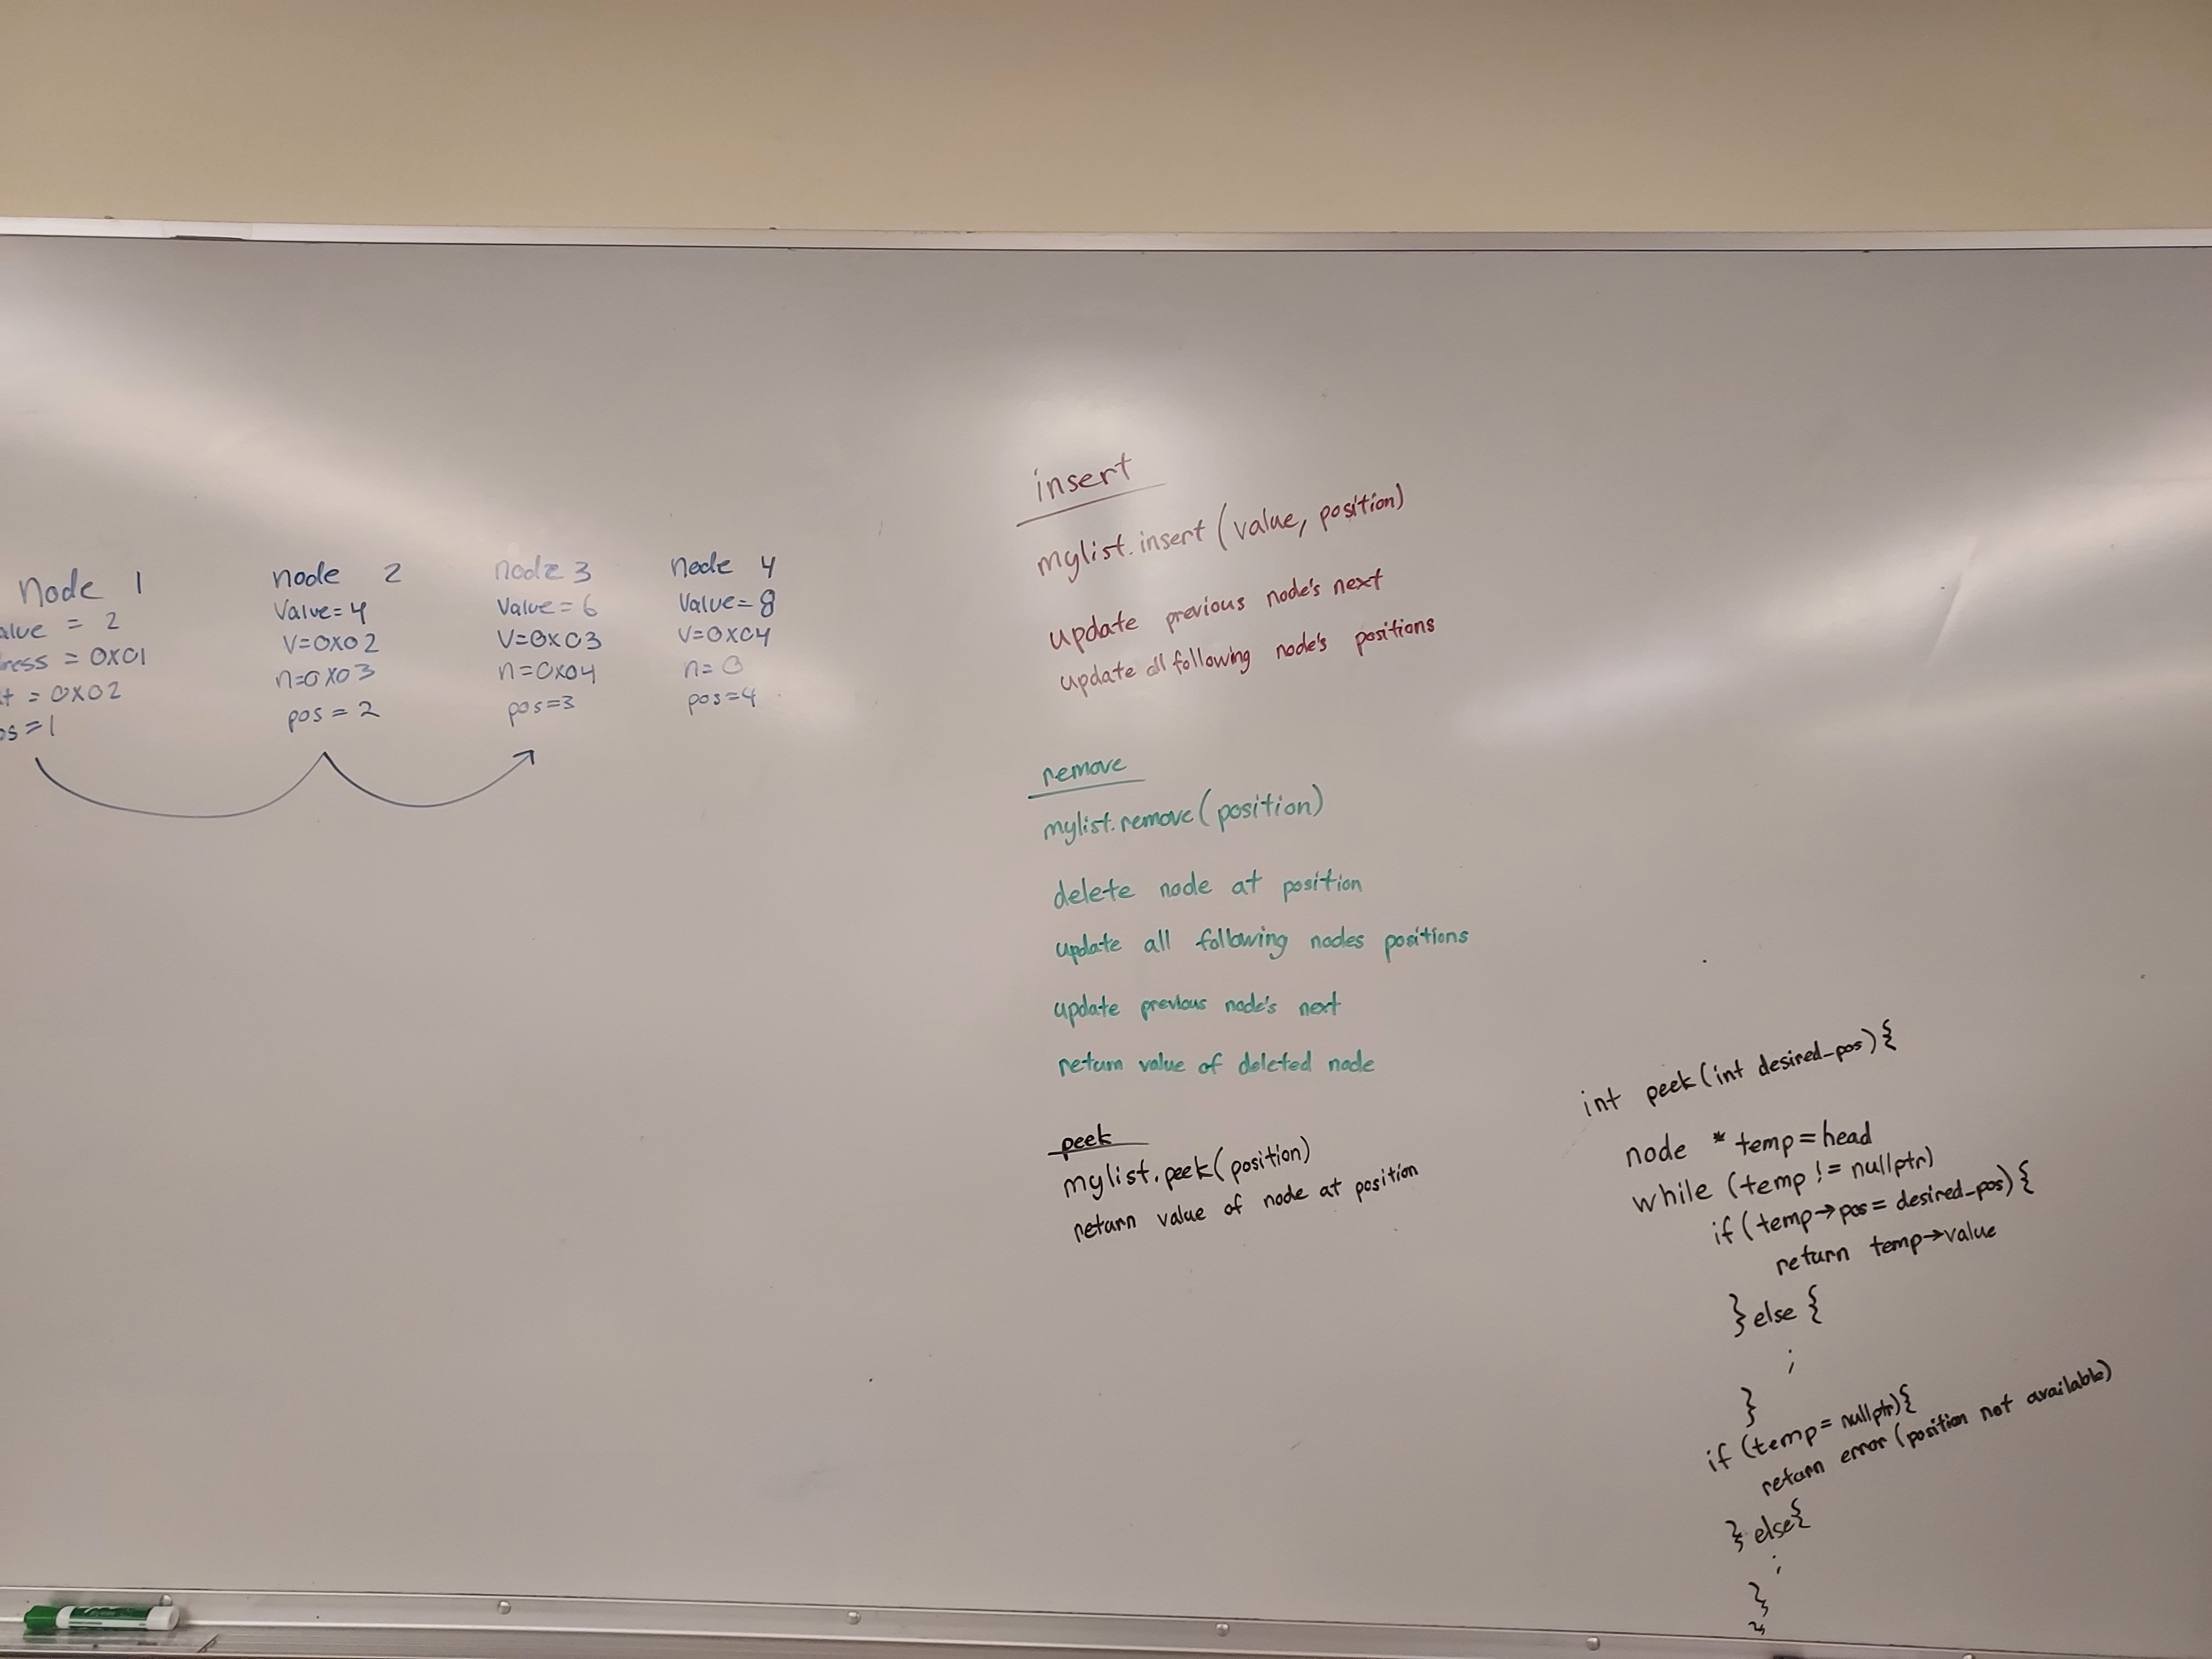 node 1
alue = 2
ress = 0x01
t = 0x02
os = 1
node 2
Value=4
V=0x02
n=0x03
pos = 2
node 3
Value = 6
V=0x03
n=0x04
pos=3
node 4
Value=8
V=0x04
n=0
pos=4
insert
mylist.insert(value, position)
update previous node's next
update all following node's positions
remove
mylist.remove(position)
delete node at position
update all following nodes positions
update previous node's next
return value of deleted node
peek
mylist.peek(position)
return value of node at position
int peek(int desired_pos){
node * temp=head
while (temp != nullptr)
if(temp→pos= desired_pos){
return temp→value
} else {
;
}
if (temp= nullptr){
return error (position not available)
} else{
;
}
}